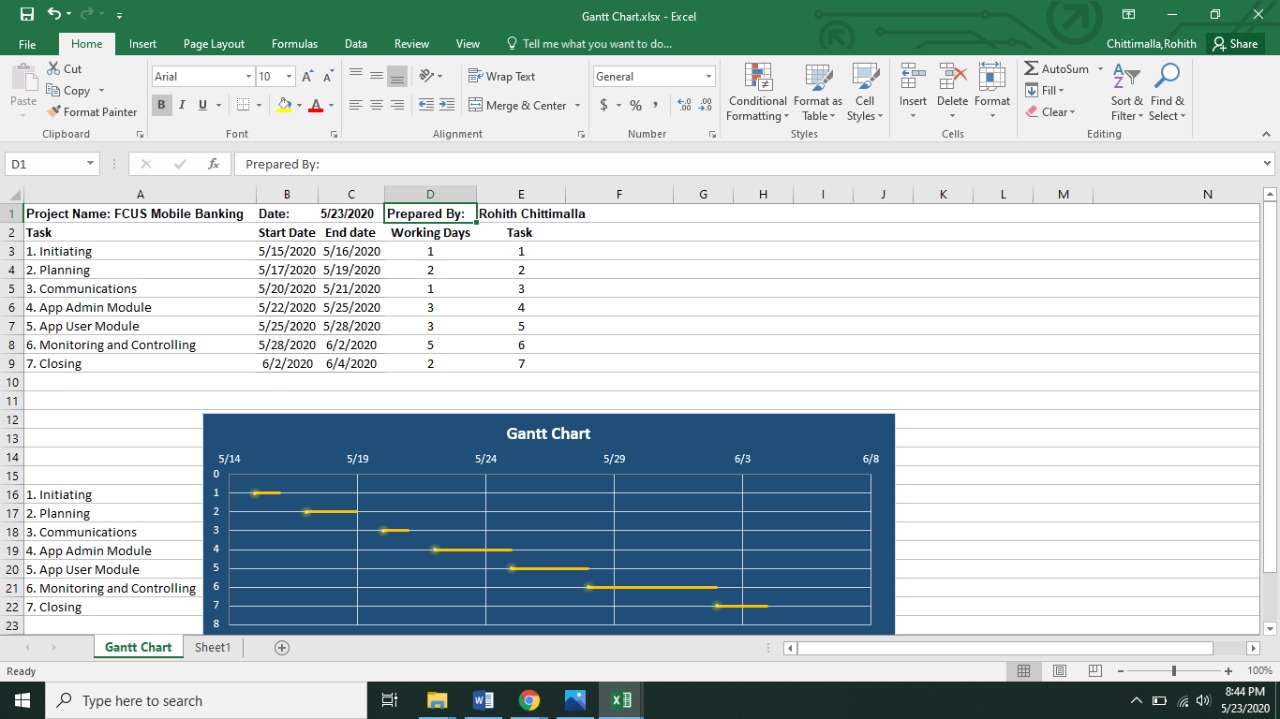 Gantt Chart.xlsx - Excel
File Home Insert Page Layout Formulas Data Review View Tell me what you want to do... Chittimalla,Rohith Share
Paste Cut Copy Format Painter Clipboard
Arial 10 A A B I U A Font
Wrap Text Merge & Center Alignment
General $ % , .0 .00 .00 .0 Number
Conditional Formatting Format as Table Cell Styles Styles
Insert Delete Format Cells
AutoSum Fill Clear Sort & Filter Find & Select Editing
D1 fx Prepared By:
A B C D E F G H I J K L M N
1 Project Name: FCUS Mobile Banking Date: 5/23/2020 Prepared By: Rohith Chittimalla
2 Task Start Date End date Working Days Task
3 1. Initiating 5/15/2020 5/16/2020 1 1
4 2. Planning 5/17/2020 5/19/2020 2 2
5 3. Communications 5/20/2020 5/21/2020 1 3
6 4. App Admin Module 5/22/2020 5/25/2020 3 4
7 5. App User Module 5/25/2020 5/28/2020 3 5
8 6. Monitoring and Controlling 5/28/2020 6/2/2020 5 6
9 7. Closing 6/2/2020 6/4/2020 2 7
10
11
12
13 Gantt Chart
14 5/14 5/19 5/24 5/29 6/3 6/8
15 0
16 1. Initiating 1
17 2. Planning 2
18 3. Communications 3
19 4. App Admin Module 4
20 5. App User Module 5
21 6. Monitoring and Controlling 6
22 7. Closing 7
23 8
Gantt Chart Sheet1
Ready 100%
Type here to search 8:44 PM
5/23/2020